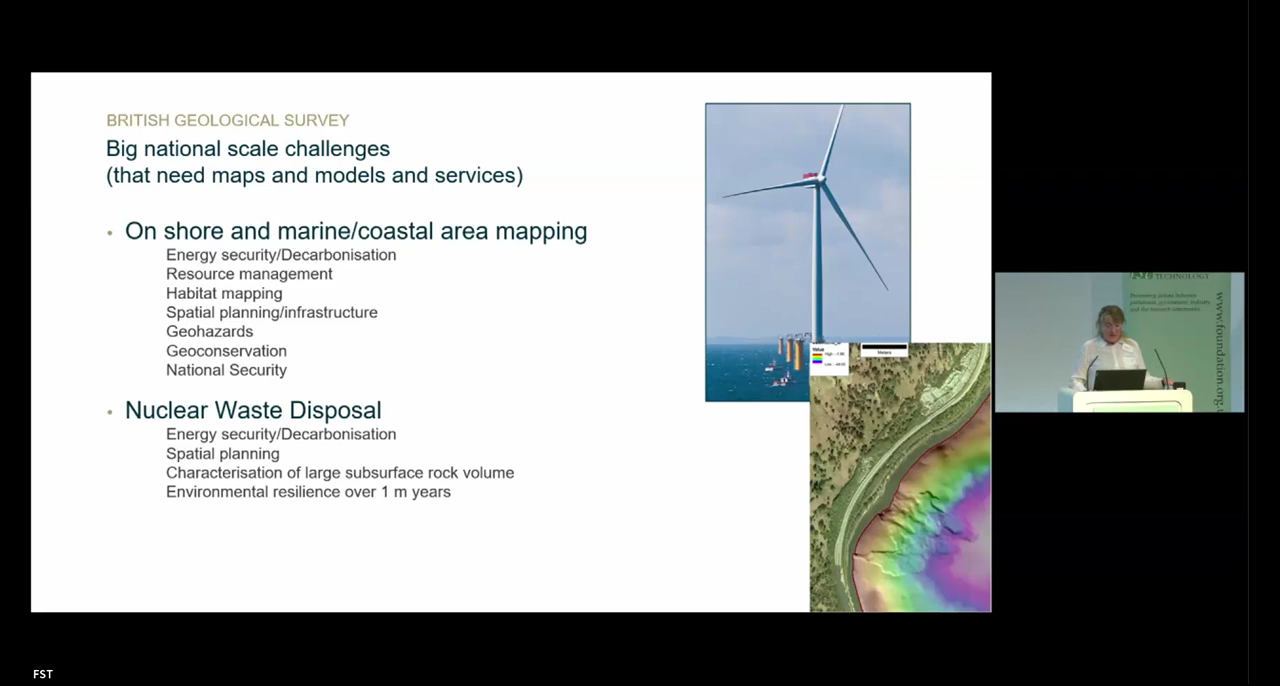 BRITISH GEOLOGICAL SURVEY
Big national scale challenges
(that need maps and models and services)
• On shore and marine/coastal area mapping
Energy security/Decarbonisation
Resource management
Habitat mapping
Spatial planning/infrastructure
Geohazards
Geoconservation
National Security
• Nuclear Waste Disposal
Energy security/Decarbonisation
Spatial planning
Characterisation of large subsurface rock volume
Environmental resilience over 1 m years
Value
Meters
TECHNOLOGY
www.foundation.org.
FST